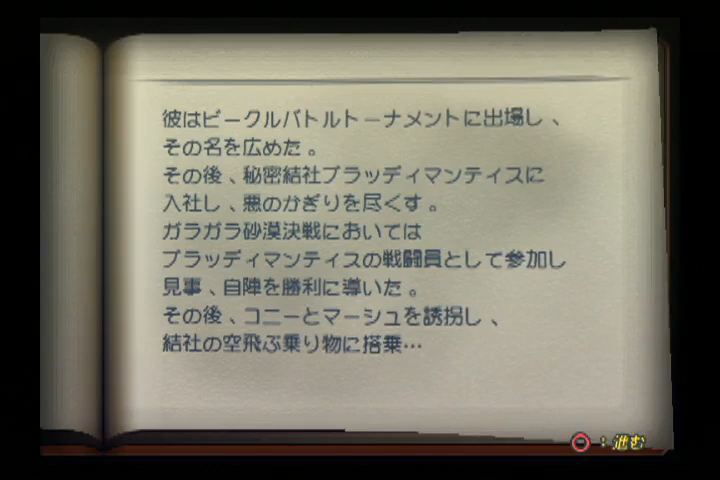 彼はビークルバトルトーナメントに出場し、
その名を広めた。
その後、秘密結社ブラッディマンティスに
入社し、悪のかぎりを尽くす。
ガラガラ砂漠決戦においては
ブラッディマンティスの戦闘員として参加し
見事、自陣を勝利に導いた。
その後、コニーとマーシュを誘拐し、
結社の空飛ぶ乗り物に搭乗…
○：進む